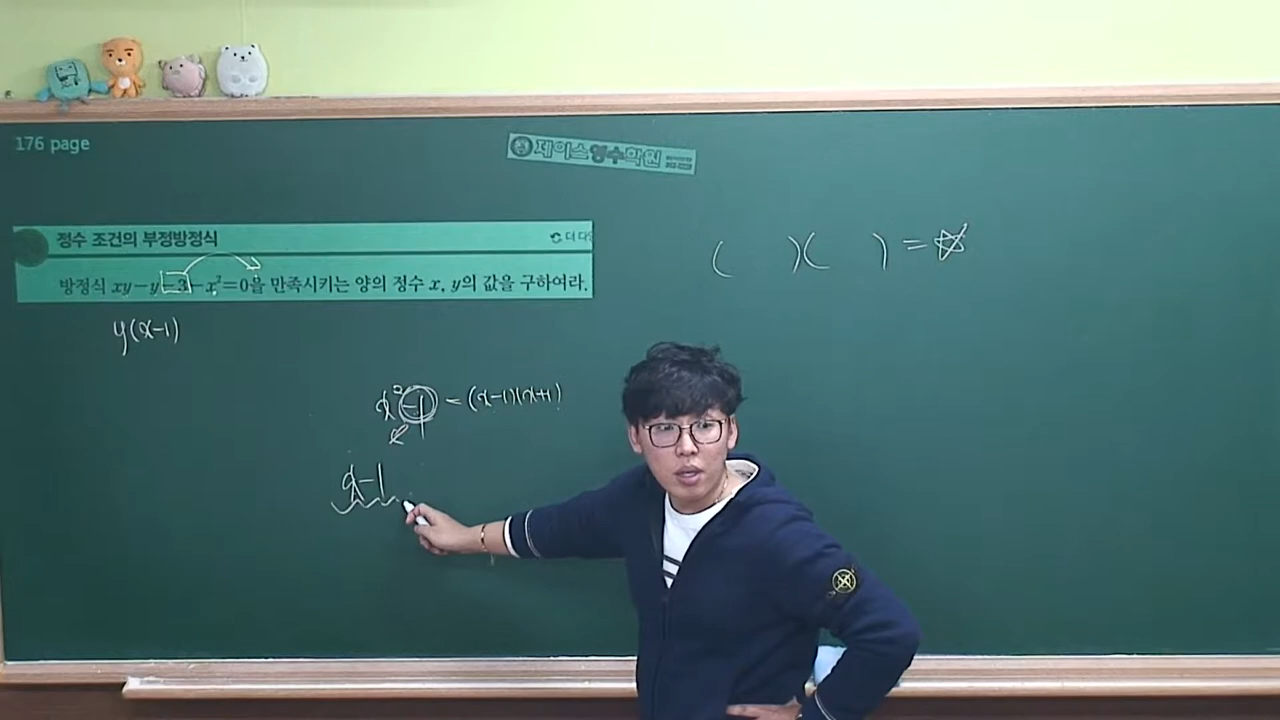 176 page
제이스영수학원
정수 조건의 부정방정식
더 다
방정식 xy-y-3-x²=0을 만족시키는 양의 정수 x, y의 값을 구하여라.
( )( ) = ☆
y(x-1)
x²-1 = (x-1)(x+1)
x-1